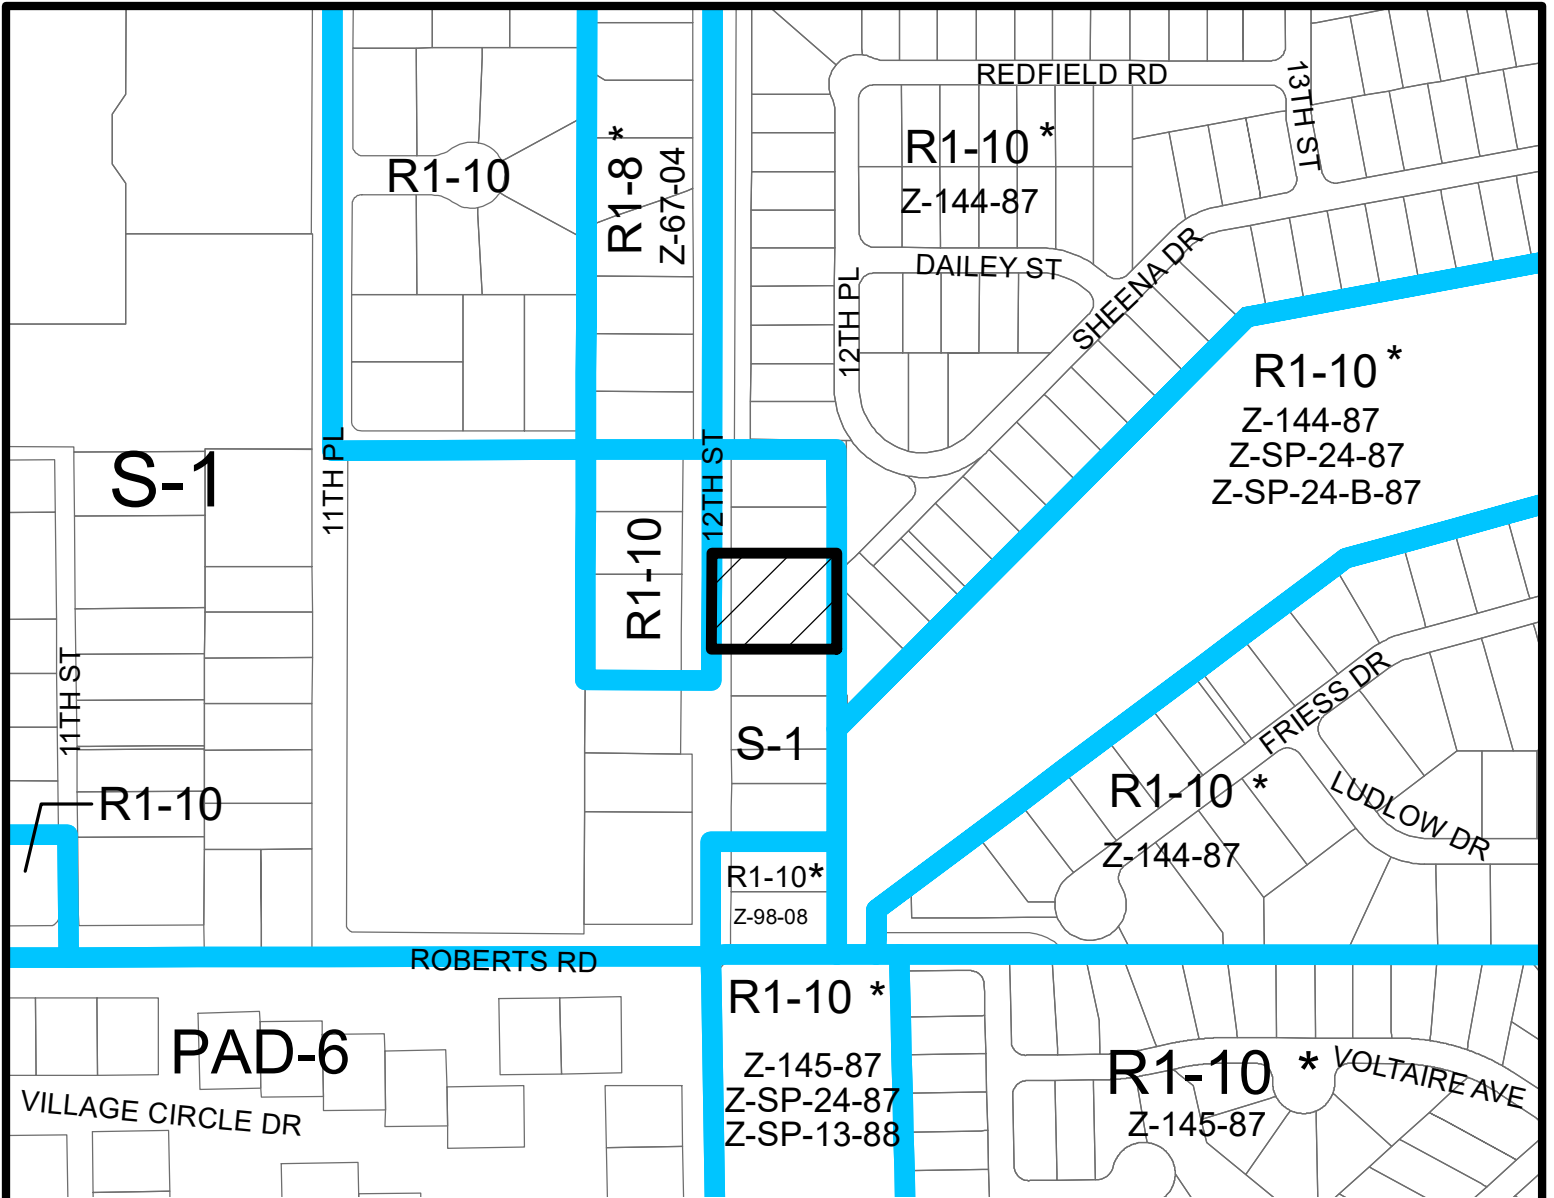 REDFIELD RD
13TH ST
R1-10 *
Z-144-87
R1-10
R1-8 *
Z-67-04
DAILEY ST
SHEENA DR
12TH PL
R1-10 *
Z-144-87
Z-SP-24-87
Z-SP-24-B-87
S-1
11TH PL
12TH ST
R1-10
11TH ST
S-1
FRIESS DR
R1-10 *
Z-144-87
LUDLOW DR
R1-10
R1-10*
Z-98-08
ROBERTS RD
R1-10 *
Z-145-87
Z-SP-24-87
Z-SP-13-88
PAD-6
VILLAGE CIRCLE DR
R1-10 *
Z-145-87
VOLTAIRE AVE